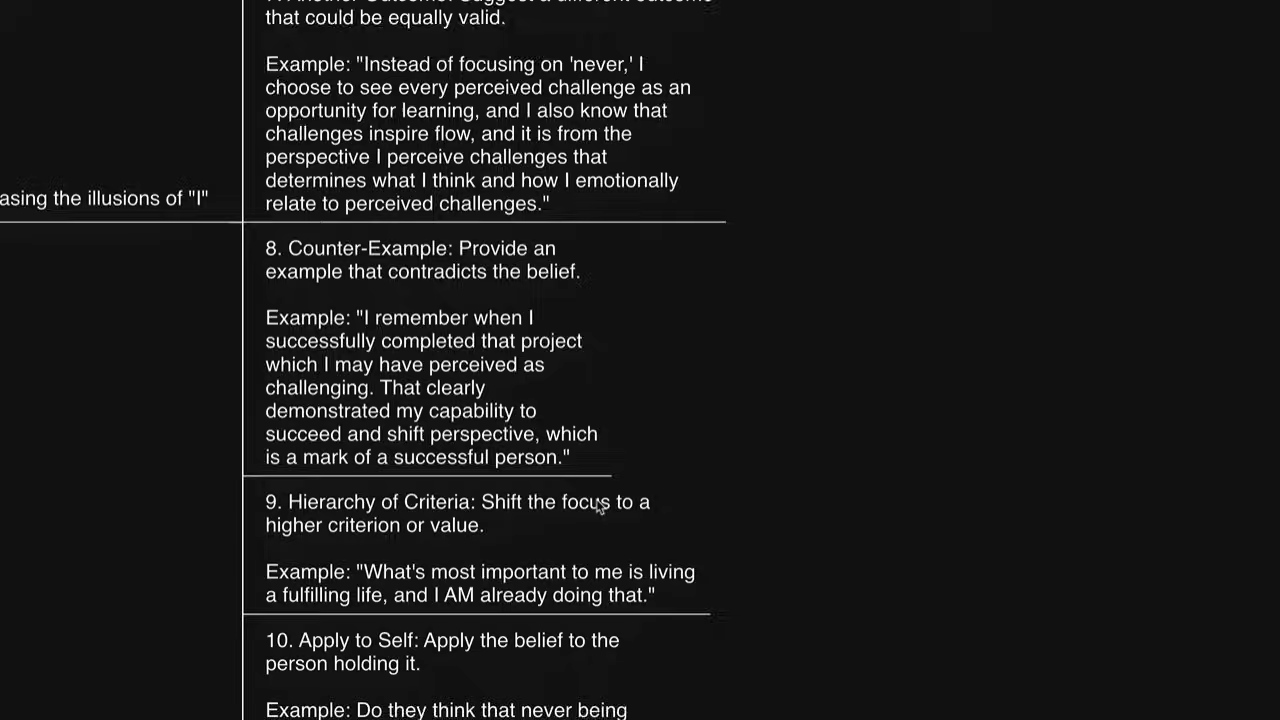 that could be equally valid.
Example: "Instead of focusing on 'never,' I
choose to see every perceived challenge as an
opportunity for learning, and I also know that
challenges inspire flow, and it is from the
perspective I perceive challenges that
determines what I think and how I emotionally
relate to perceived challenges."
asing the illusions of "I"
8. Counter-Example: Provide an
example that contradicts the belief.
Example: "I remember when I
successfully completed that project
which I may have perceived as
challenging. That clearly
demonstrated my capability to
succeed and shift perspective, which
is a mark of a successful person."
9. Hierarchy of Criteria: Shift the focus to a
higher criterion or value.
Example: "What's most important to me is living
a fulfilling life, and I AM already doing that."
10. Apply to Self: Apply the belief to the
person holding it.
Example: Do they think that never being